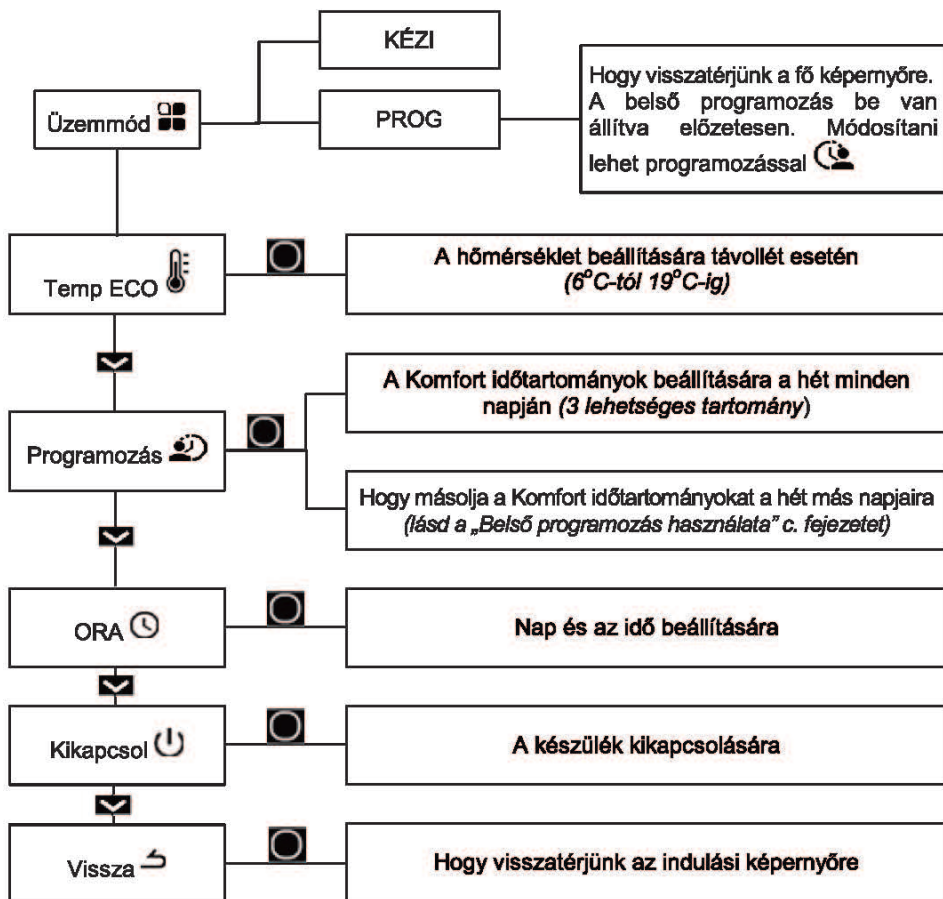 KÉZI
Üzemmód
PROG
Hogy visszatérjünk a fő képernyőre.
A belső programozás be van
állítva előzetesen. Módosítani
lehet programozással
Temp ECO
A hőmérséklet beállítására távollét esetén
(6°C-tól 19°C-ig)
Programozás
A Komfort időtartományok beállítására a hét minden
napján (3 lehetséges tartomány)
Hogy másolja a Komfort időtartományokat a hét más napjaira
(lásd a „Belső programozás használata” c. fejezetet)
ORA
Nap és az idő beállítására
Kikapcsol
A készülék kikapcsolására
Vissza
Hogy visszatérjünk az indulási képernyőre